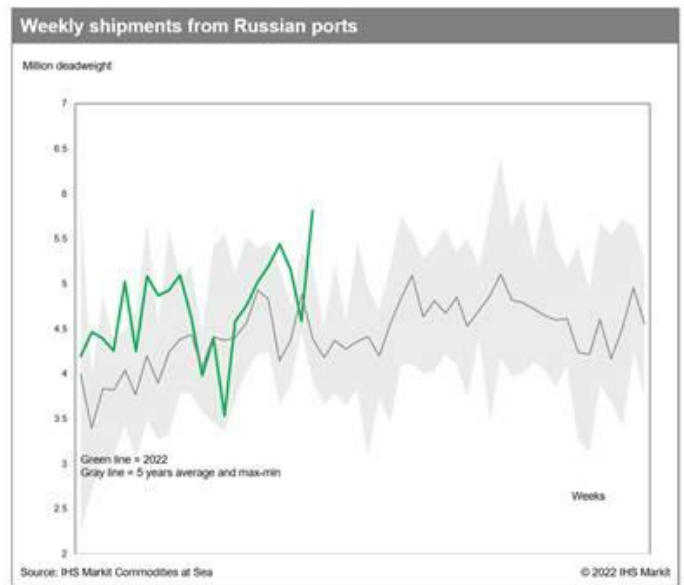 Weekly shipments from Russian ports
Million deadweight
7
6.5
6
5.5
5
4.5
4
3.5
3
2.5
2
Green line = 2022
Gray line = 5 years average and max-min
Weeks
Source: IHS Markit Commodities at Sea
© 2022 IHS Markit